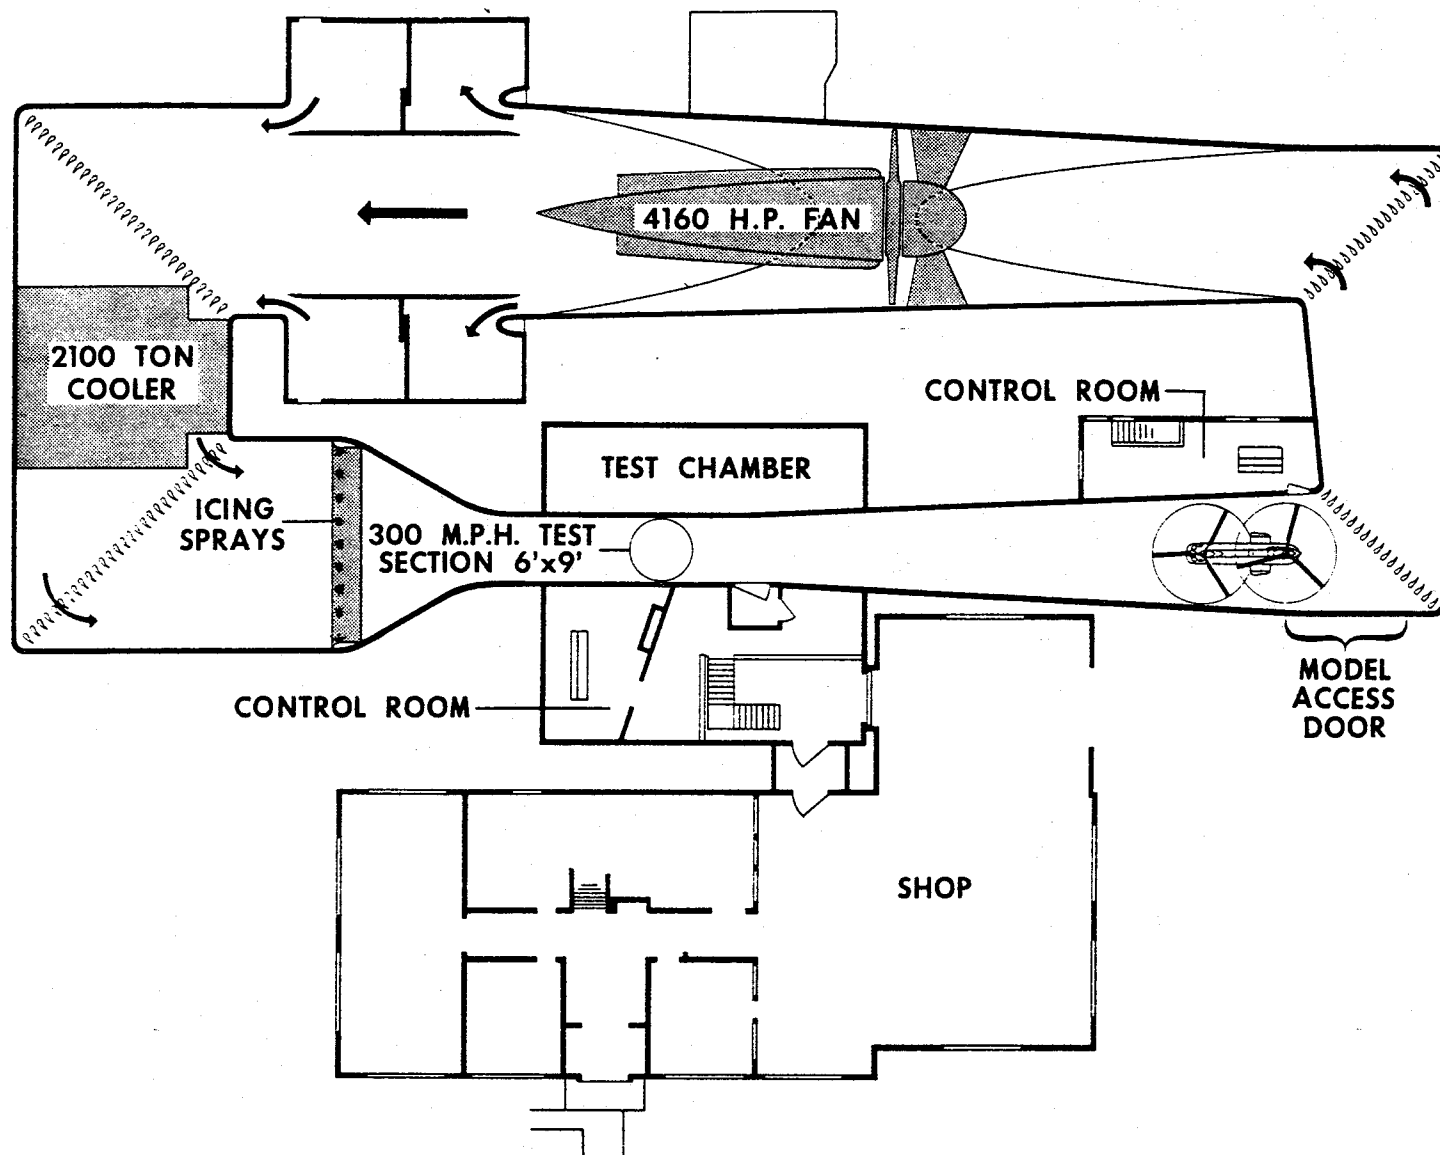 4160 H.P. FAN
2100 TON
COOLER
CONTROL ROOM
TEST CHAMBER
ICING
SPRAYS
300 M.P.H. TEST
SECTION 6'x9'
MODEL
ACCESS
DOOR
CONTROL ROOM
SHOP